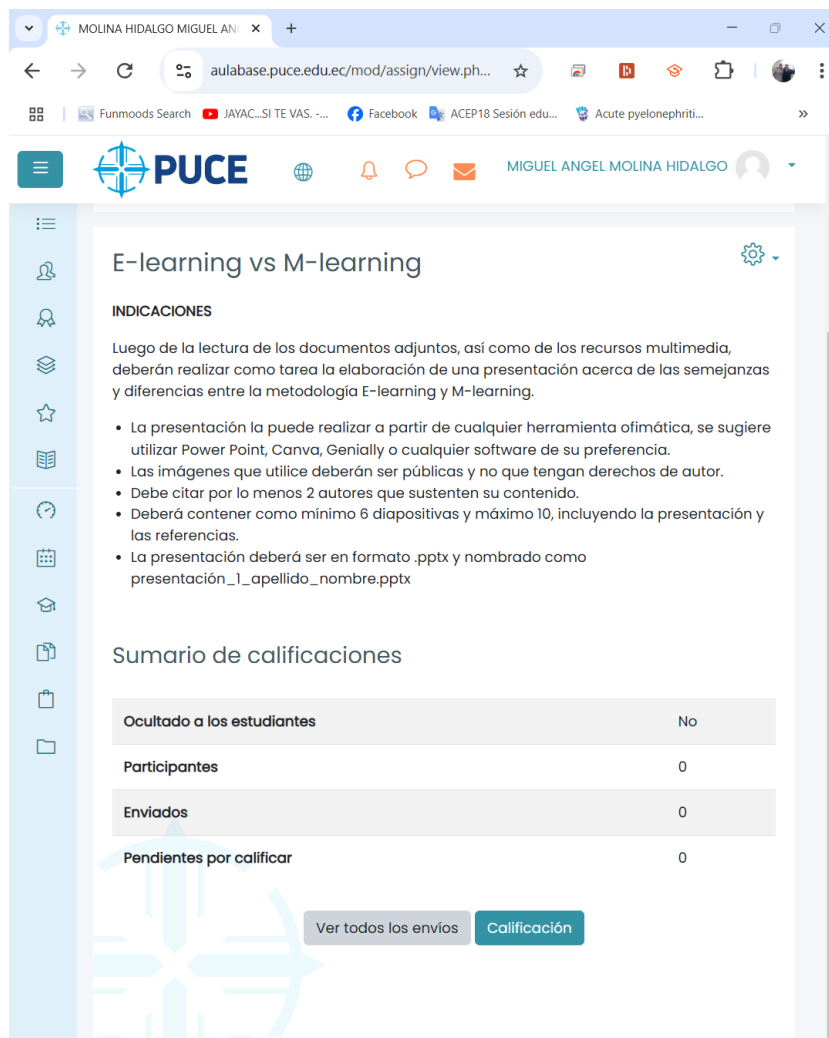 MOLINA HIDALGO MIGUEL AN
aulabase.puce.edu.ec/mod/assign/view.ph...
Funmoods Search
JAYAC...SI TE VAS. -...
Facebook
ACEP18 Sesión edu...
Acute pyelonephriti...
»
PUCE
MIGUEL ANGEL MOLINA HIDALGO
E-learning vs M-learning
INDICACIONES
Luego de la lectura de los documentos adjuntos, así como de los recursos multimedia,
deberán realizar como tarea la elaboración de una presentación acerca de las semejanzas
y diferencias entre la metodología E-learning y M-learning.
• La presentación la puede realizar a partir de cualquier herramienta ofimática, se sugiere
utilizar Power Point, Canva, Genially o cualquier software de su preferencia.
• Las imágenes que utilice deberán ser públicas y no que tengan derechos de autor.
• Debe citar por lo menos 2 autores que sustenten su contenido.
• Deberá contener como mínimo 6 diapositivas y máximo 10, incluyendo la presentación y
las referencias.
• La presentación deberá ser en formato .pptx y nombrado como
presentación_1_apellido_nombre.pptx
Sumario de calificaciones
Ocultado a los estudiantes No
Participantes 0
Enviados 0
Pendientes por calificar 0
Ver todos los envíos
Calificación